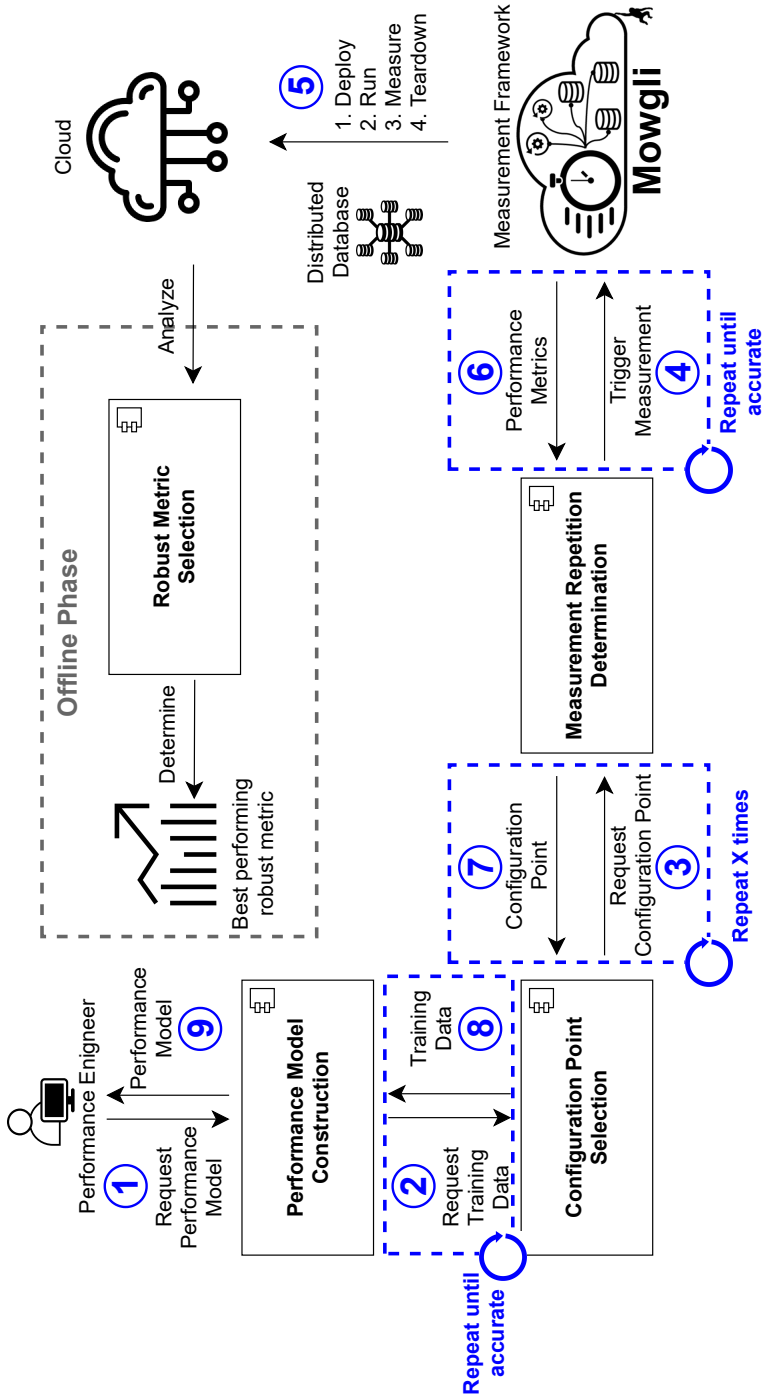 Performance Enigneer
1
Request
Performance
Model
Performance
Model
9
Performance Model
Construction
Repeat until
accurate
2
Request
Training
Data
Training
Data
8
Configuration Point
Selection
7
Configuration
Point
Request
Configuration Point
3
Repeat X times
Measurement Repetition
Determination
6
Performance
Metrics
Trigger
Measurement
4
Repeat until
accurate
Offline Phase
Best performing
robust metric
Determine
Robust Metric
Selection
Analyze
Cloud
Distributed
Database
5
1. Deploy
2. Run
3. Measure
4. Teardown
Measurement Framework
Mowgli